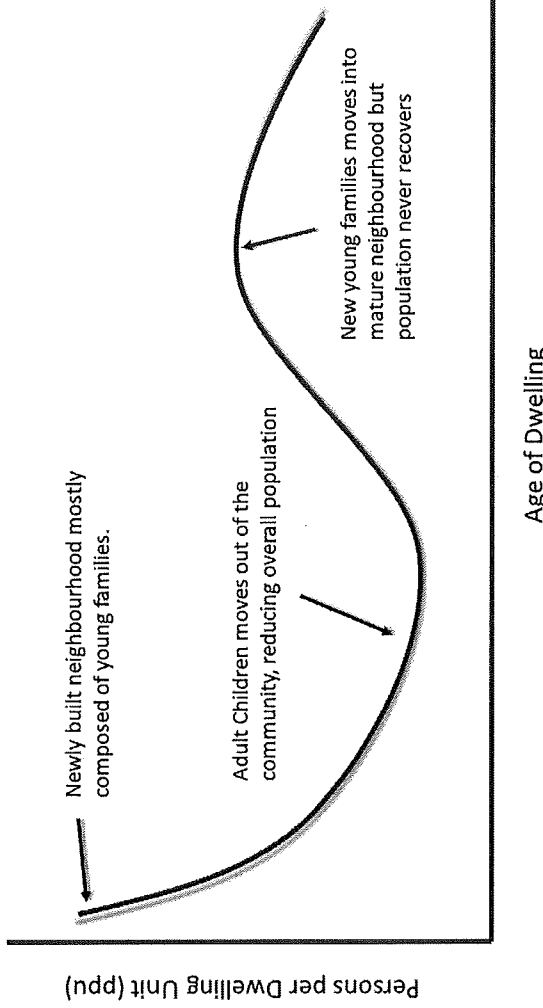 Persons per Dwelling Unit (ppu)
Newly built neighbourhood mostly
composed of young families.
Adult Children moves out of the
community, reducing overall population
New young families moves into
mature neighbourhood but
population never recovers
Age of Dwelling